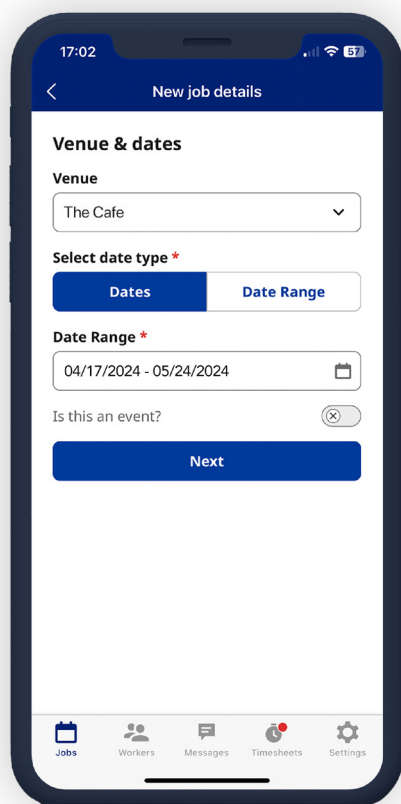 17:02
57
New job details
Venue & dates
Venue
The Cafe
Select date type *
Dates
Date Range
Date Range *
04/17/2024 - 05/24/2024
Is this an event?
Next
Jobs
Workers
Messages
Timesheets
Settings